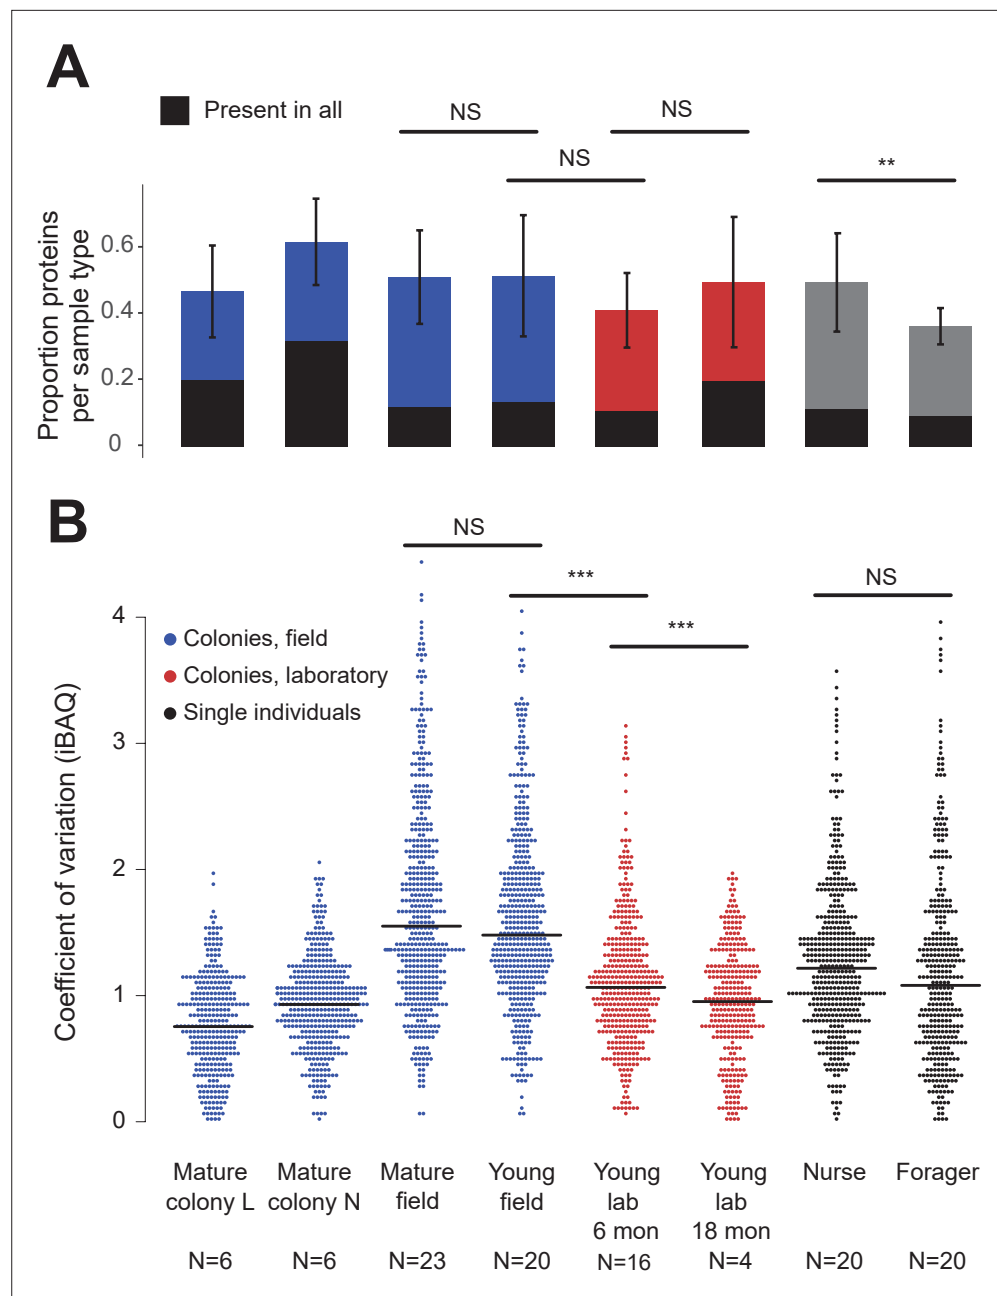 A
Present in all
NS
NS
NS
**
Proportion proteins
per sample type
0.6
0.4
0.2
0
B
NS
***
NS
***
Coefficient of variation (iBAQ)
4
3
2
1
0
Colonies, field
Colonies, laboratory
Single individuals
Mature
colony L
N=6
Mature
colony N
N=6
Mature
field
N=23
Young
field
N=20
Young
lab
6 mon
N=16
Young
lab
18 mon
N=4
Nurse
N=20
Forager
N=20